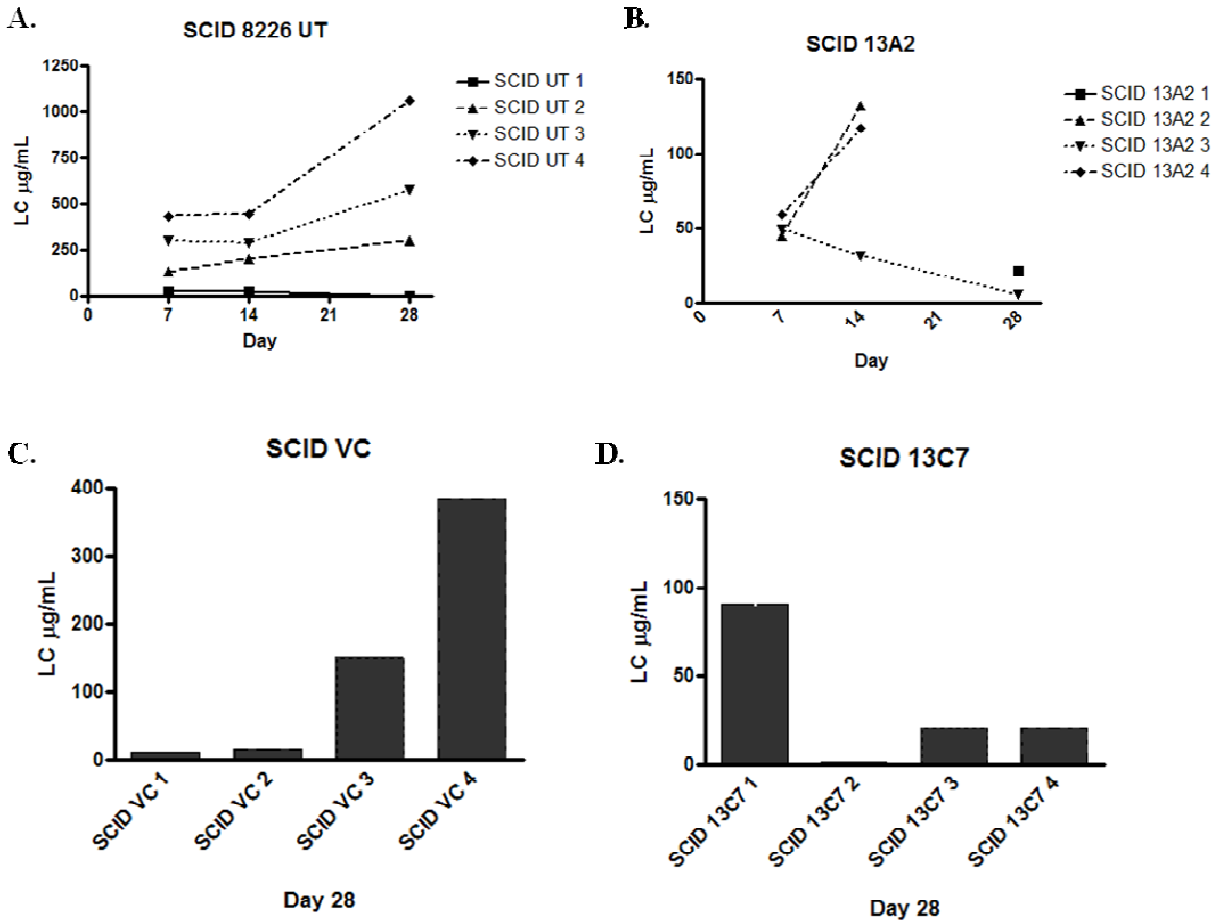 A.
SCID 8226 UT
LC µg/mL
1250
1000
750
500
250
0
0 7 14 21 28
Day
SCID UT 1
SCID UT 2
SCID UT 3
SCID UT 4
B.
SCID 13A2
LC µg/mL
150
100
50
0
0 7 14 21 28
Day
SCID 13A2 1
SCID 13A2 2
SCID 13A2 3
SCID 13A2 4
C.
SCID VC
LC µg/mL
400
300
200
100
0
SCID VC 1
SCID VC 2
SCID VC 3
SCID VC 4
Day 28
D.
SCID 13C7
LC µg/mL
150
100
50
0
SCID 13C7 1
SCID 13C7 2
SCID 13C7 3
SCID 13C7 4
Day 28